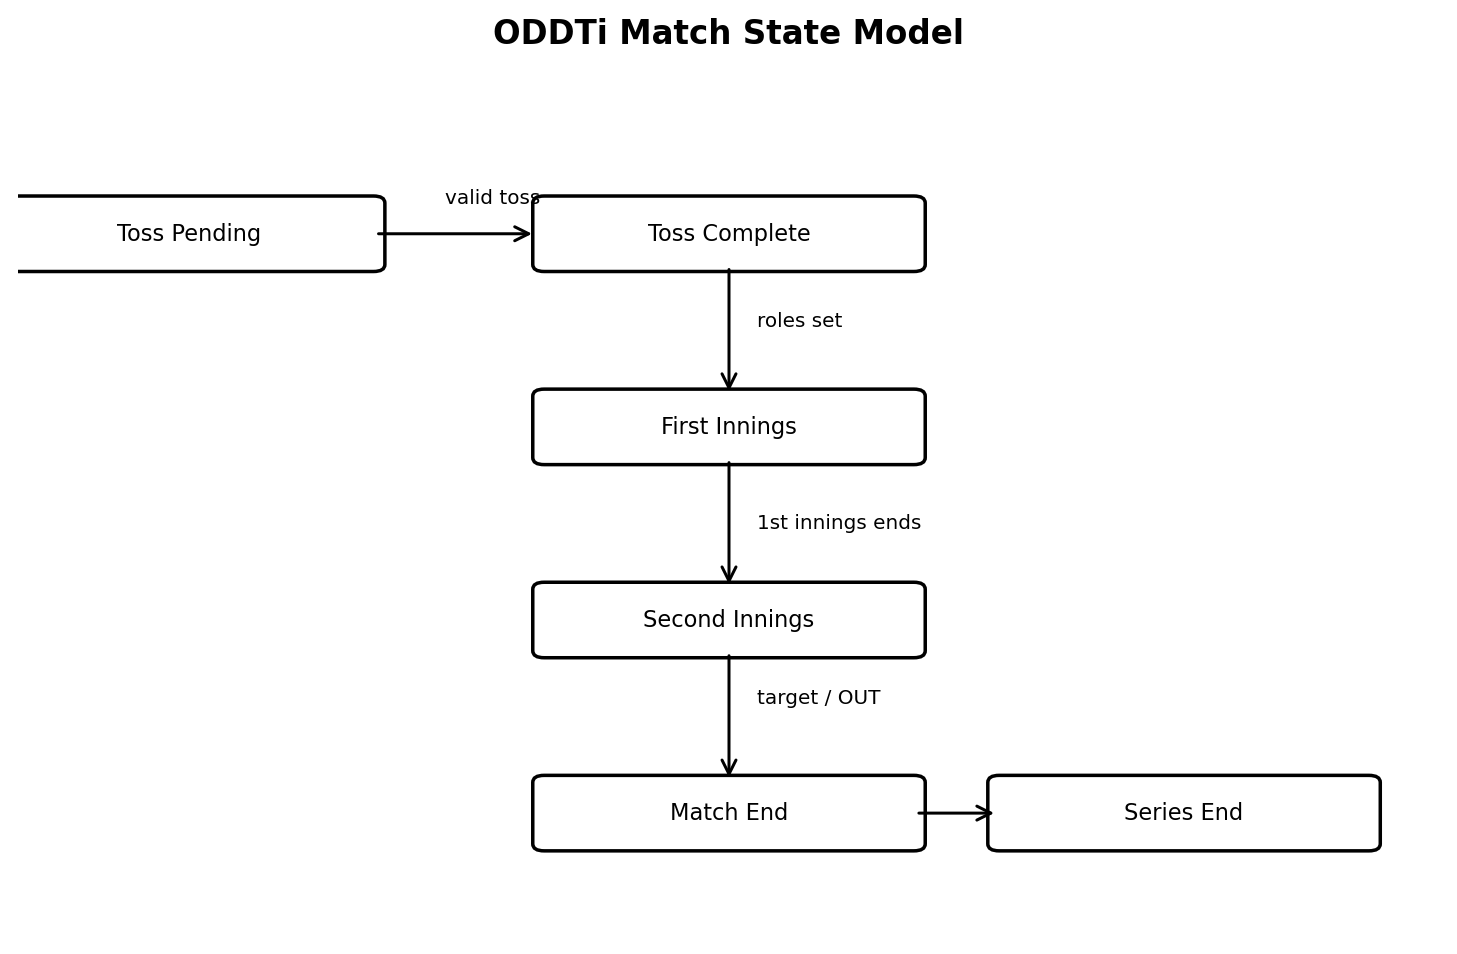 ODDTi Match State Model
Toss Pending
valid toss
Toss Complete
roles set
First Innings
1st innings ends
Second Innings
target / OUT
Match End
Series End